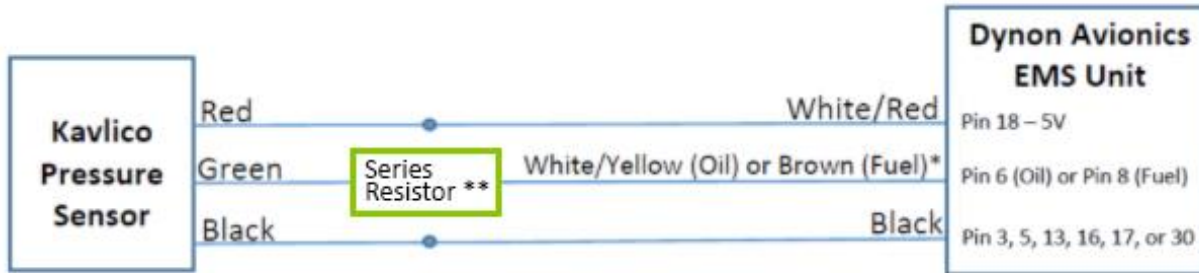 Dynon Avionics
EMS Unit
Kavlico
Pressure
Sensor
Red
White/Red
Pin 18 – 5V
Green
Series
Resistor **
White/Yellow (Oil) or Brown (Fuel)*
Pin 6 (Oil) or Pin 8 (Fuel)
Black
Black
Pin 3, 5, 13, 16, 17, or 30